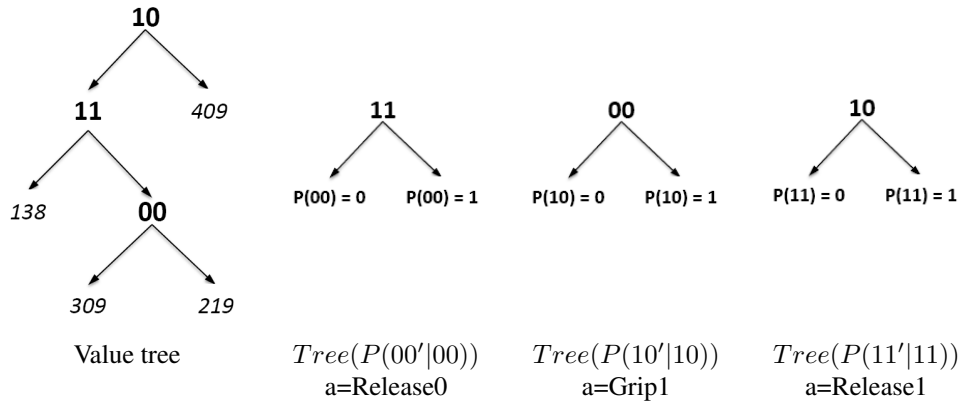 10
11
409
138
00
309
219
Value tree
11
P(00) = 0
P(00) = 1
Tree(P(00′|00))
a=Release0
00
P(10) = 0
P(10) = 1
Tree(P(10′|10))
a=Grip1
10
P(11) = 0
P(11) = 1
Tree(P(11′|11))
a=Release1